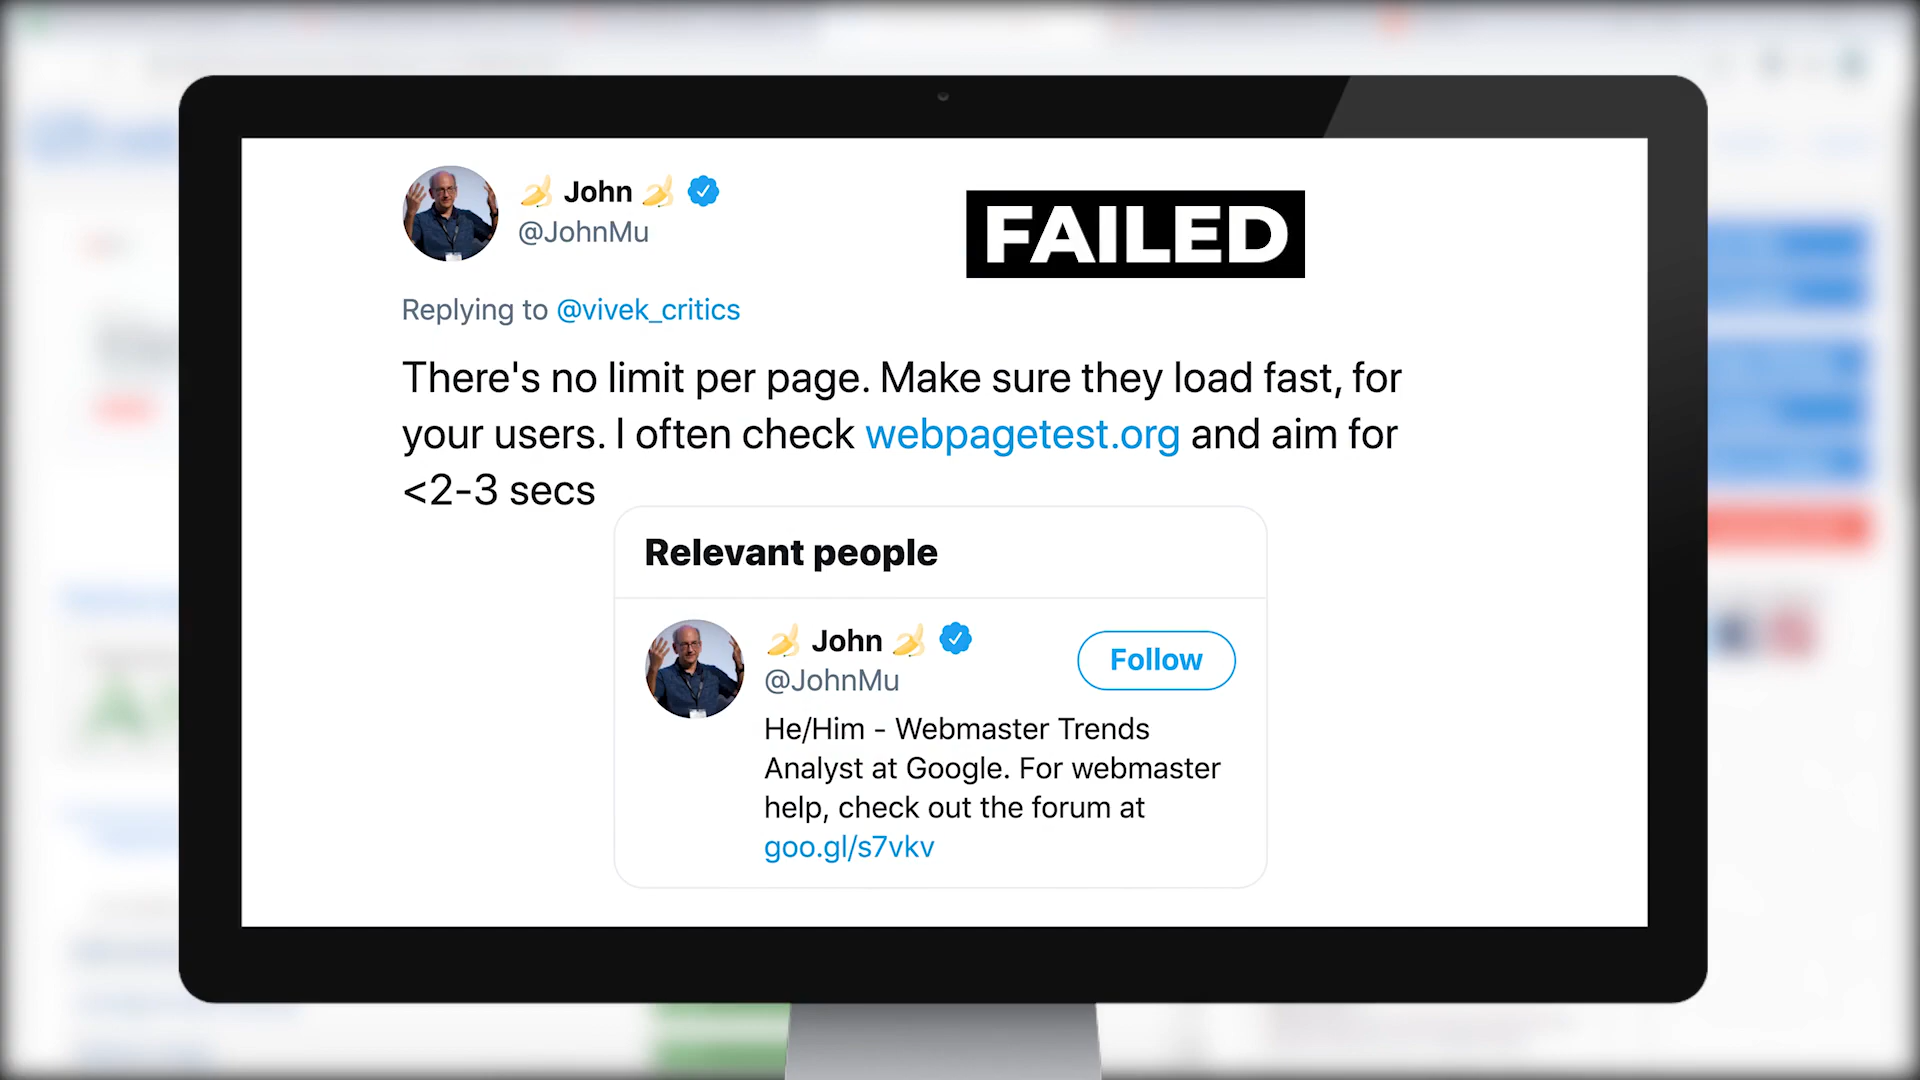 🍌 John 🍌
@JohnMu
FAILED
Replying to @vivek_critics
There's no limit per page. Make sure they load fast, for
your users. I often check webpagetest.org and aim for
<2-3 secs
Relevant people
🍌 John 🍌
@JohnMu
Follow
He/Him - Webmaster Trends
Analyst at Google. For webmaster
help, check out the forum at
goo.gl/s7vkv